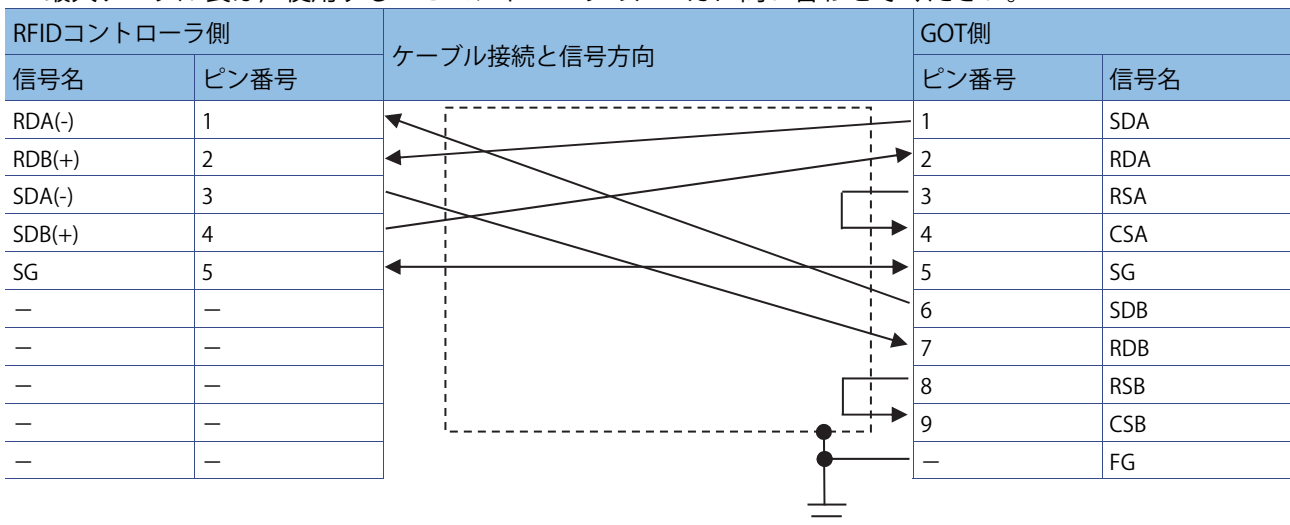 RFIDコントローラ側 ケーブル接続と信号方向 GOT側
信号名 ピン番号 ピン番号 信号名
RDA(-) 1 1 SDA
RDB(+) 2 2 RDA
SDA(-) 3 3 RSA
SDB(+) 4 4 CSA
SG 5 5 SG
－ － 6 SDB
－ － 7 RDB
－ － 8 RSB
－ － 9 CSB
－ － － FG